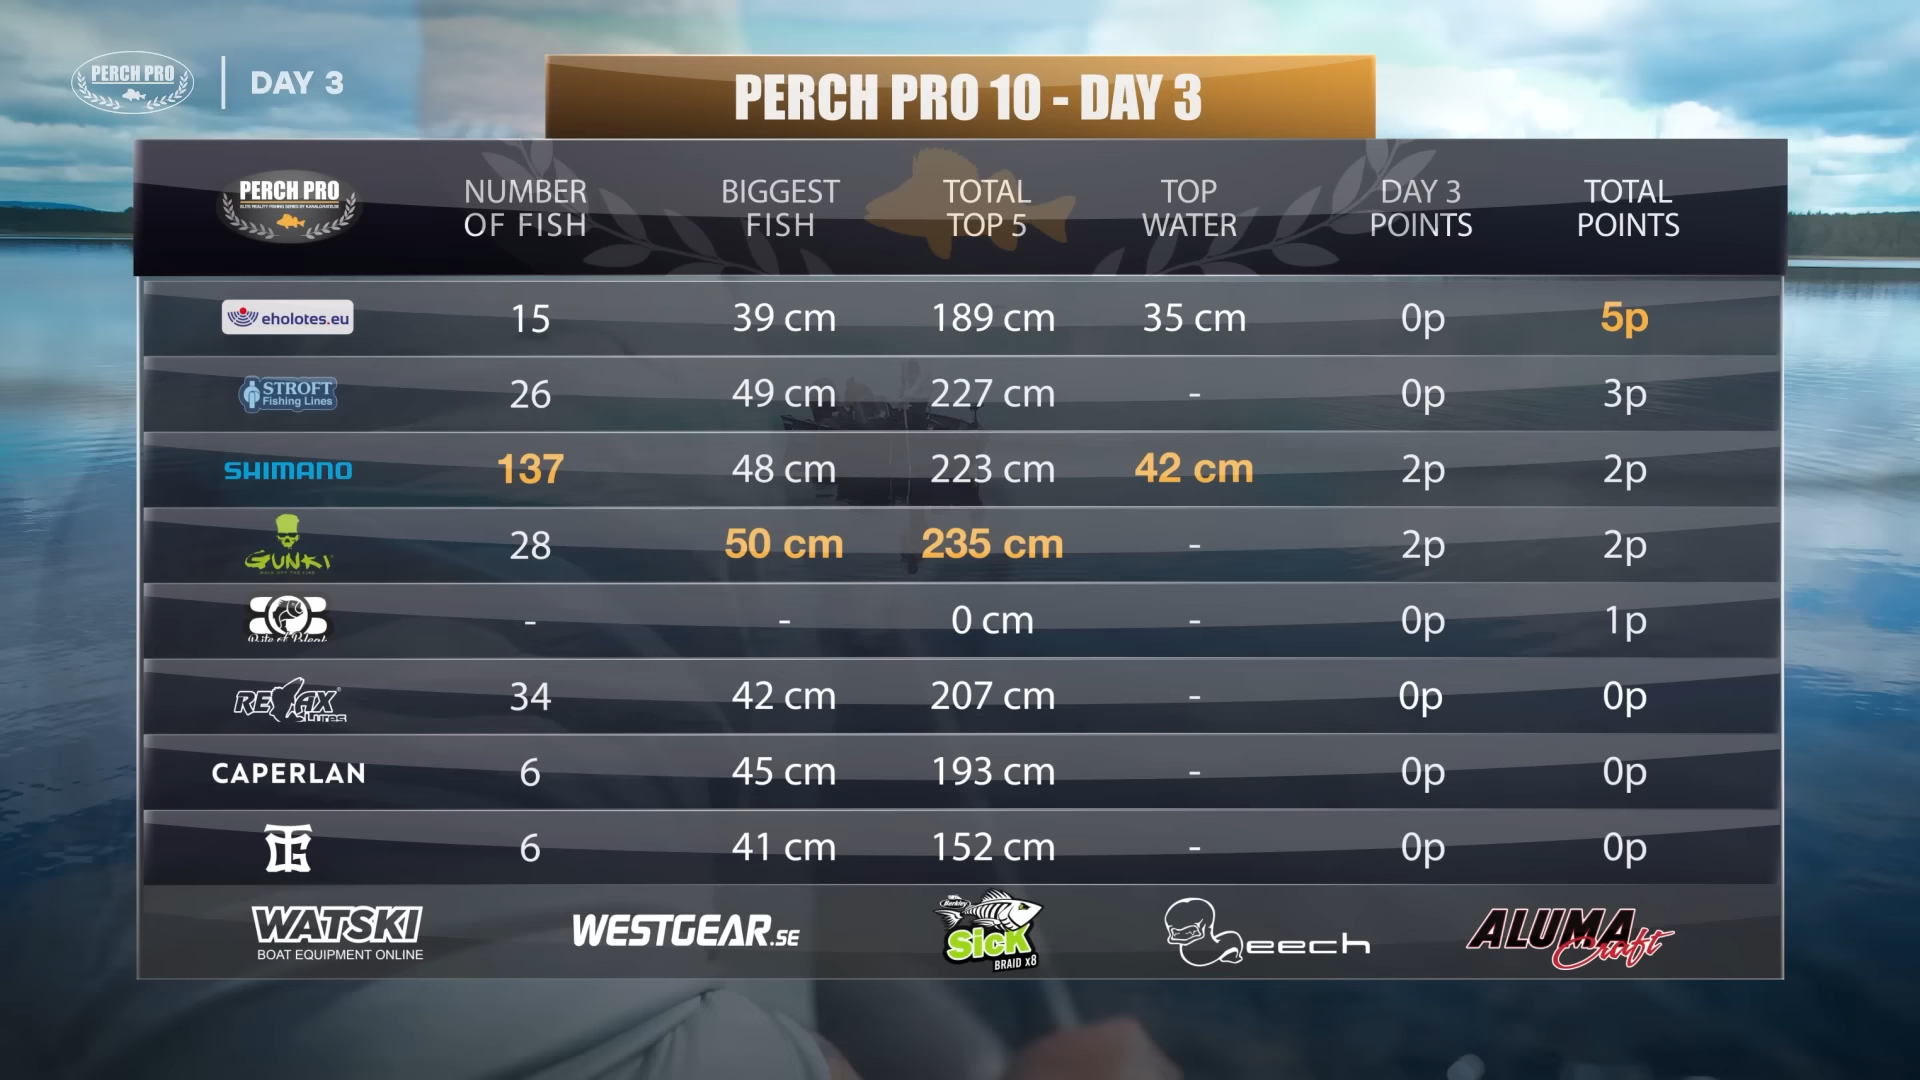 PERCH PRO
DAY 3
PERCH PRO 10 - DAY 3
PERCH PRO
NUMBER OF FISH
BIGGEST FISH
TOTAL TOP 5
TOP WATER
DAY 3 POINTS
TOTAL POINTS
eholotes.eu 15 39 cm 189 cm 35 cm 0p 5p
STROFT Fishing Lines 26 49 cm 227 cm - 0p 3p
SHIMANO 137 48 cm 223 cm 42 cm 2p 2p
GUNKI 28 50 cm 235 cm - 2p 2p
- - 0 cm - 0p 1p
RELAX Lures 34 42 cm 207 cm - 0p 0p
CAPERLAN 6 45 cm 193 cm - 0p 0p
6 41 cm 152 cm - 0p 0p
WATSKI
BOAT EQUIPMENT ONLINE
WESTGEAR.SE
Berkley
SicK
BRAID x8
eech
ALUMA
Craft